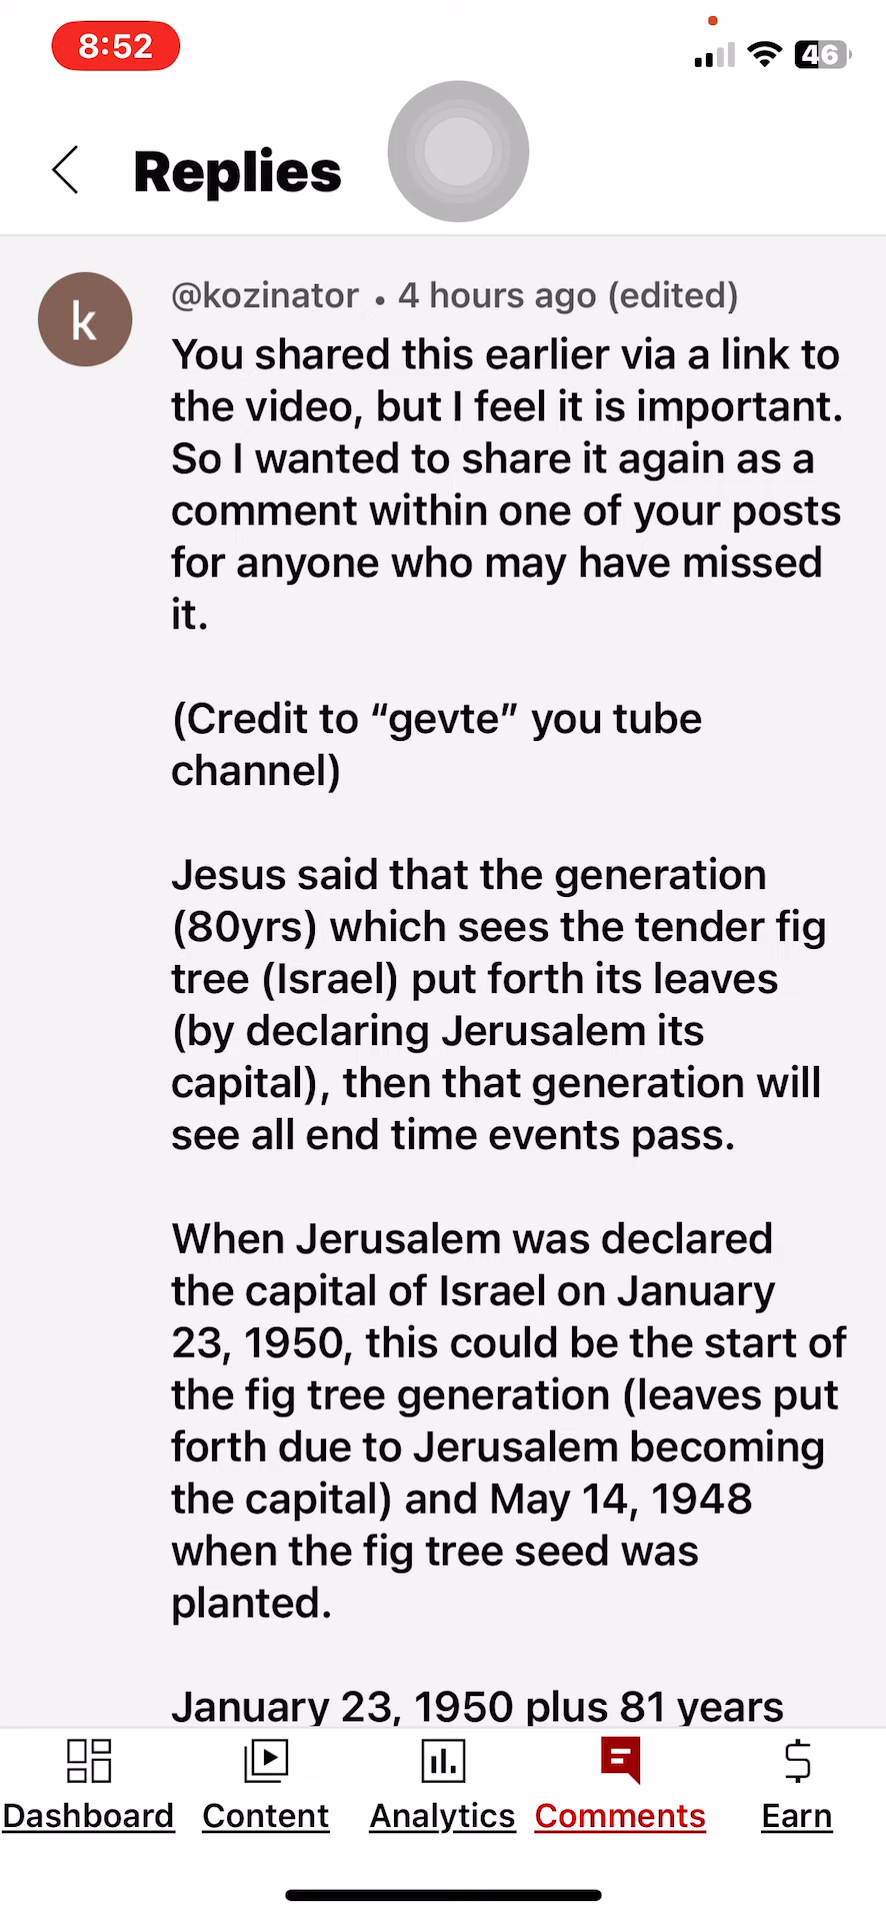 8:52
46
Replies
k
@kozinator • 4 hours ago (edited)
You shared this earlier via a link to
the video, but I feel it is important.
So I wanted to share it again as a
comment within one of your posts
for anyone who may have missed
it.
(Credit to “gevte” you tube
channel)
Jesus said that the generation
(80yrs) which sees the tender fig
tree (Israel) put forth its leaves
(by declaring Jerusalem its
capital), then that generation will
see all end time events pass.
When Jerusalem was declared
the capital of Israel on January
23, 1950, this could be the start of
the fig tree generation (leaves put
forth due to Jerusalem becoming
the capital) and May 14, 1948
when the fig tree seed was
planted.
January 23, 1950 plus 81 years
Dashboard Content Analytics Comments Earn